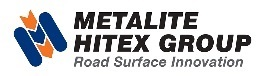 METALITE
HITEX GROUP
Road Surface Innovation